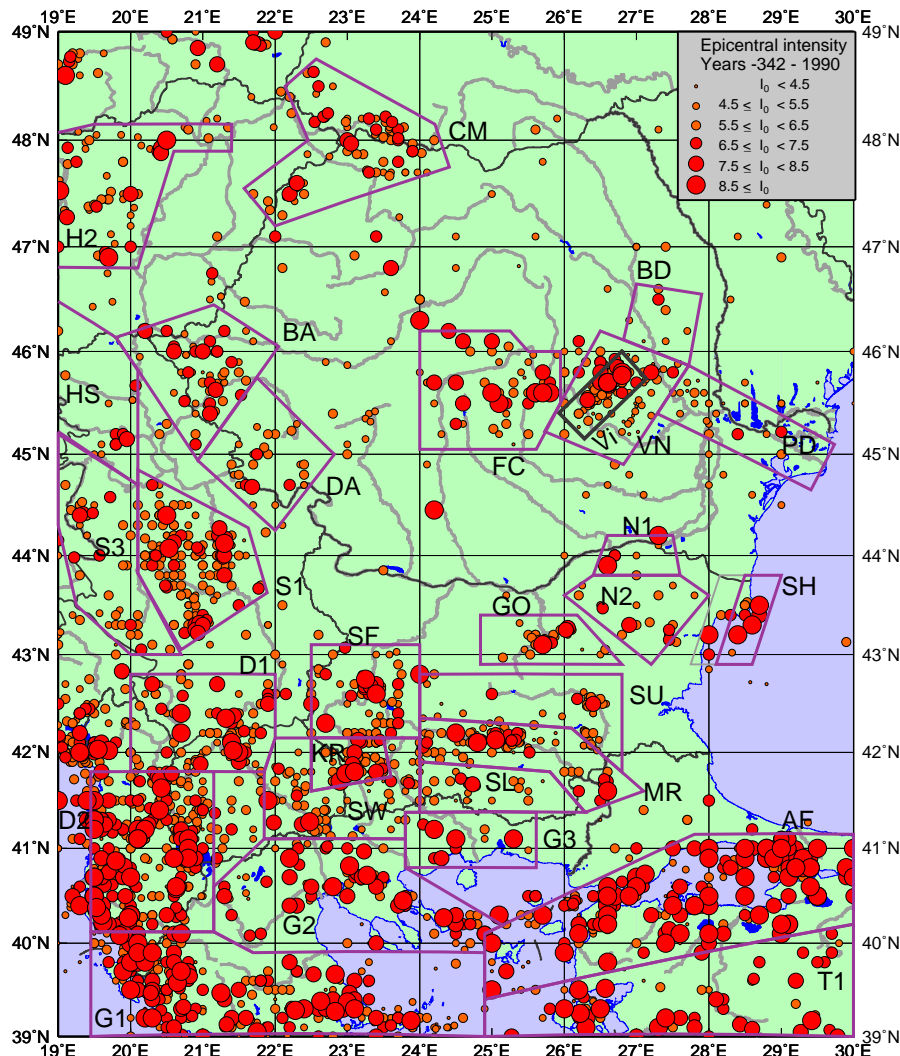 19˚E 20˚E 21˚E 22˚E 23˚E 24˚E 25˚E 26˚E 27˚E 28˚E 29˚E 30˚E
49˚N 49˚N
Epicentral intensity
Years -342 - 1990
I0 < 4.5
4.5 ≤ I0 < 5.5
5.5 ≤ I0 < 6.5
6.5 ≤ I0 < 7.5
7.5 ≤ I0 < 8.5
8.5 ≤ I0
CM
48˚N 48˚N
H2
47˚N 47˚N
BD
BA
46˚N 46˚N
HS
Vi
VN
PD
45˚N 45˚N
FC
DA
N1
S3
44˚N 44˚N
S1
SH
N2
GO
SF
43˚N 43˚N
D1
SU
42˚N 42˚N
KR
SL
MR
SW
D2
AF
G3
41˚N 41˚N
G2
40˚N 40˚N
T1
G1
39˚N 39˚N
19˚E 20˚E 21˚E 22˚E 23˚E 24˚E 25˚E 26˚E 27˚E 28˚E 29˚E 30˚E